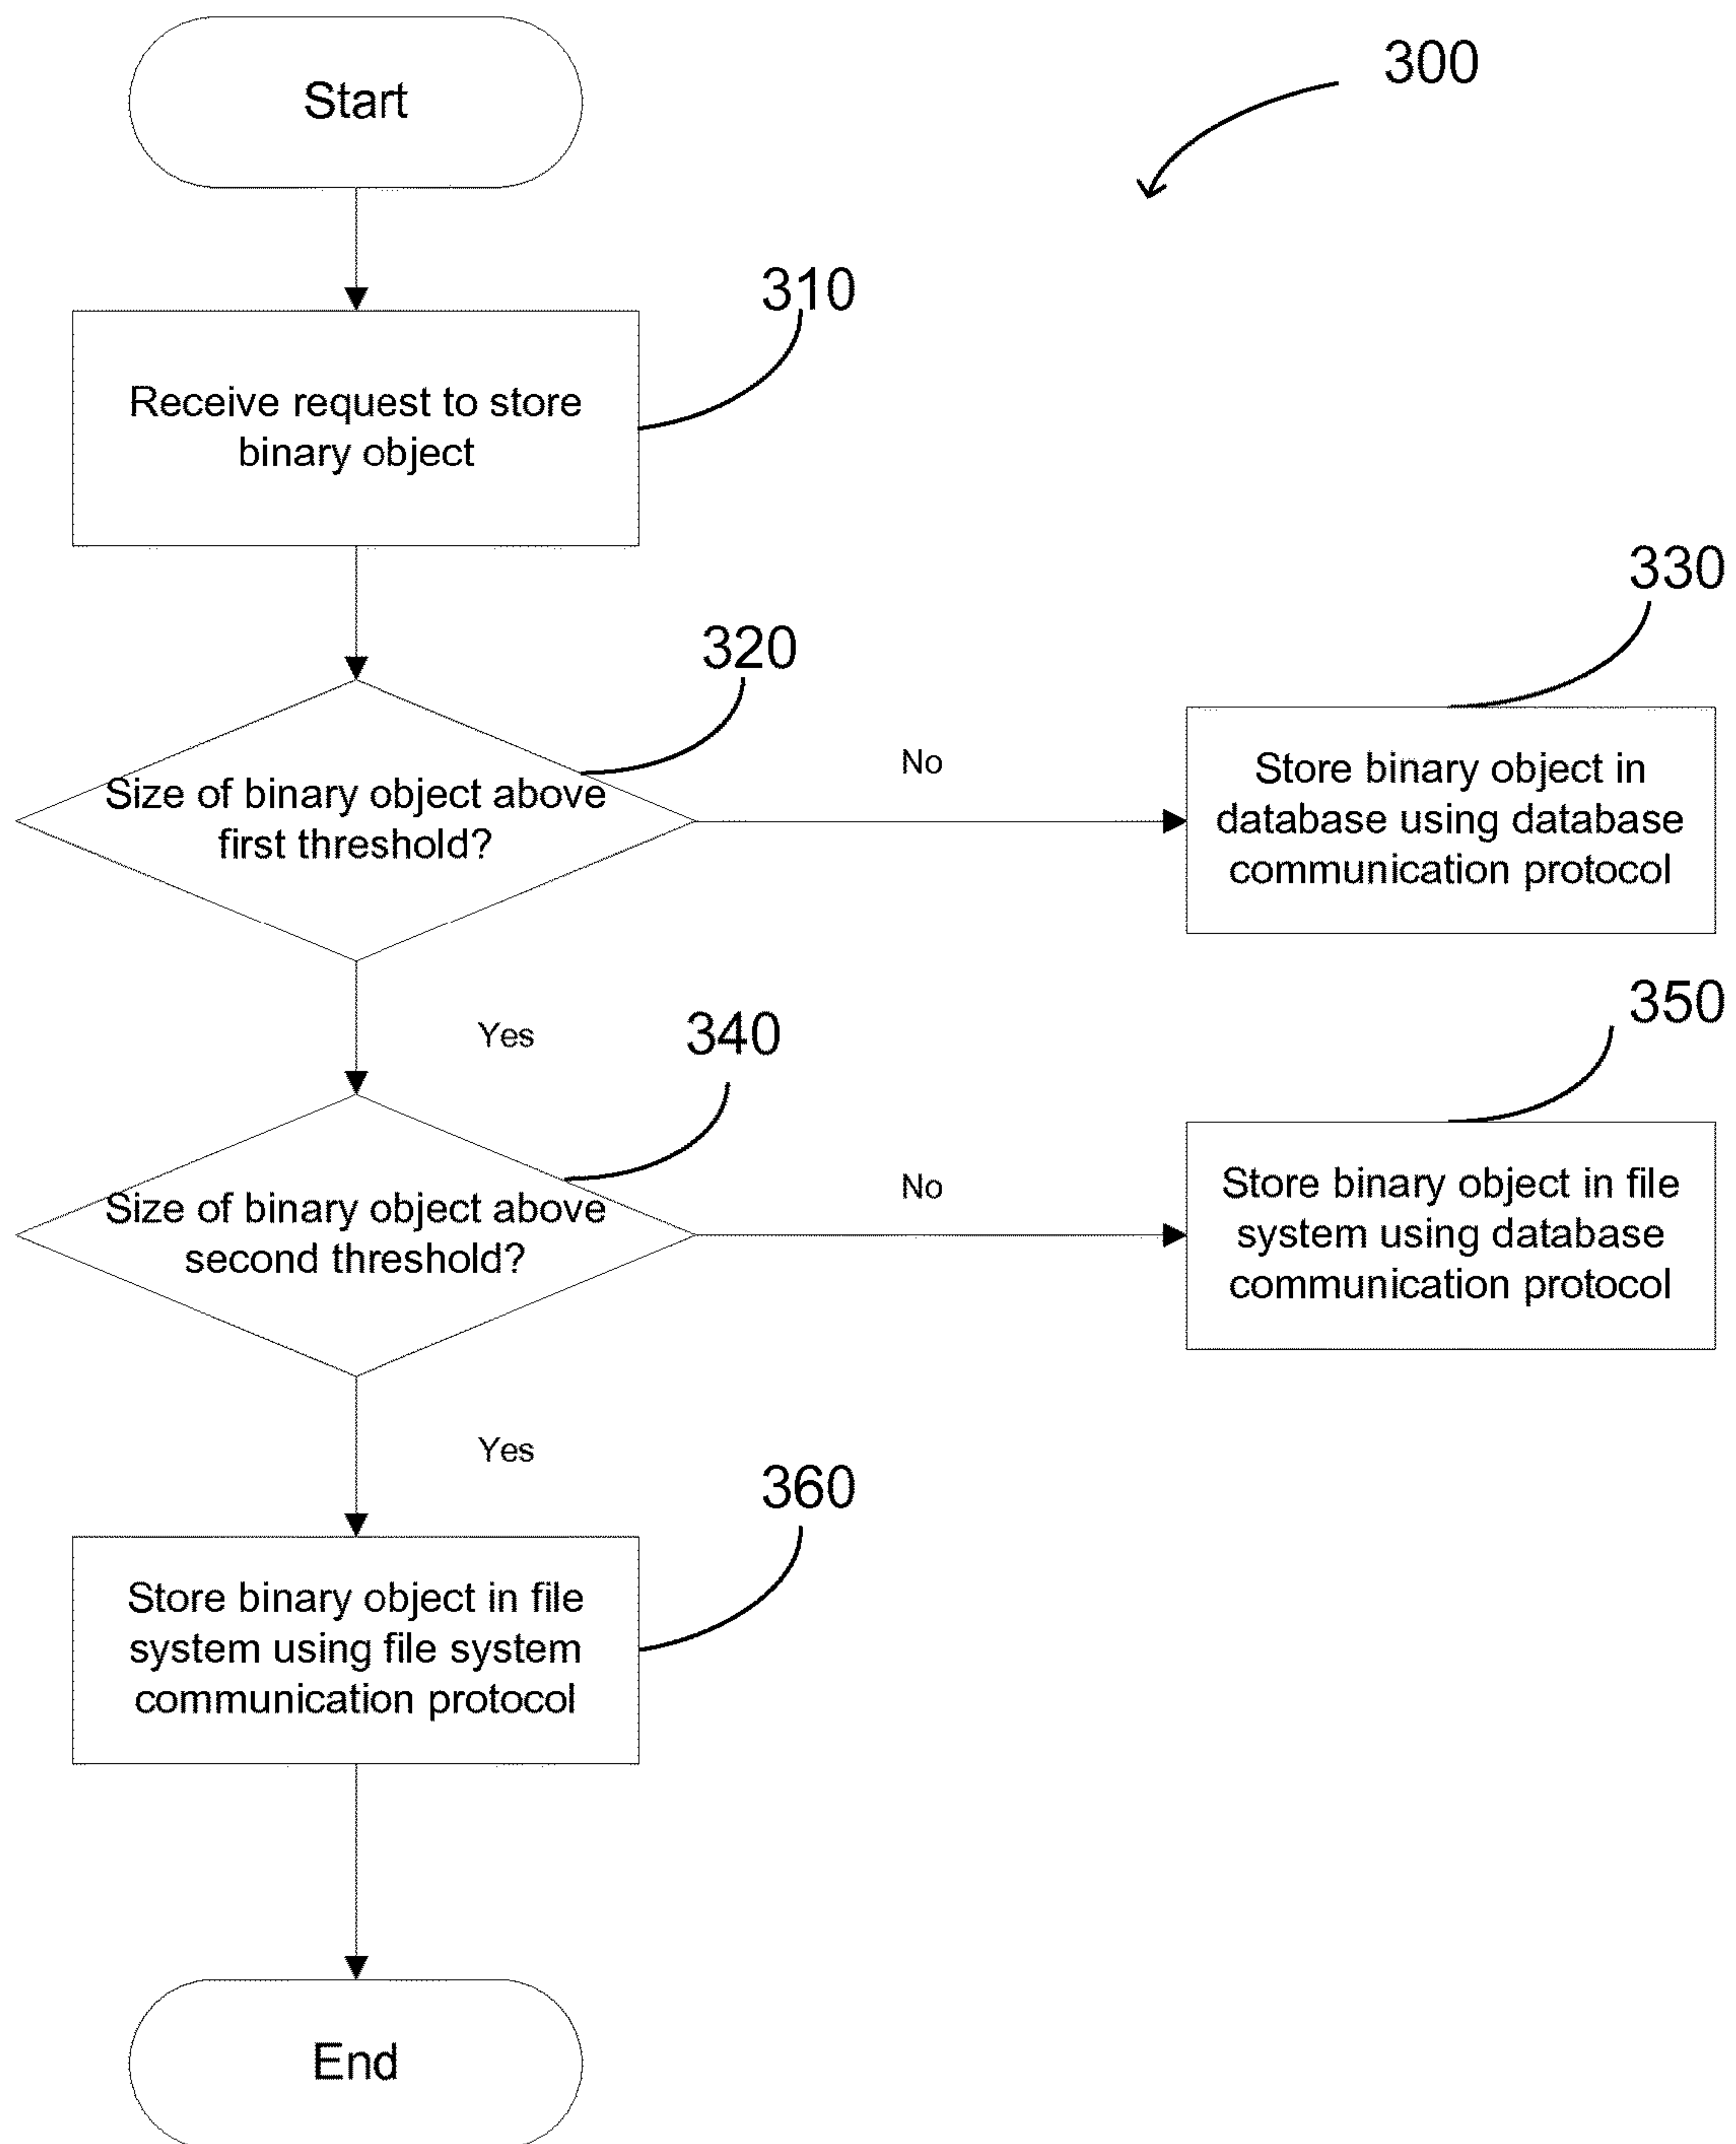 Start
300
310
Receive request to store
binary object
320
330
Size of binary object above
first threshold?
No
Store binary object in
database using database
communication protocol
Yes
340
350
Size of binary object above
second threshold?
No
Store binary object in file
system using database
communication protocol
Yes
360
Store binary object in file
system using file system
communication protocol
End